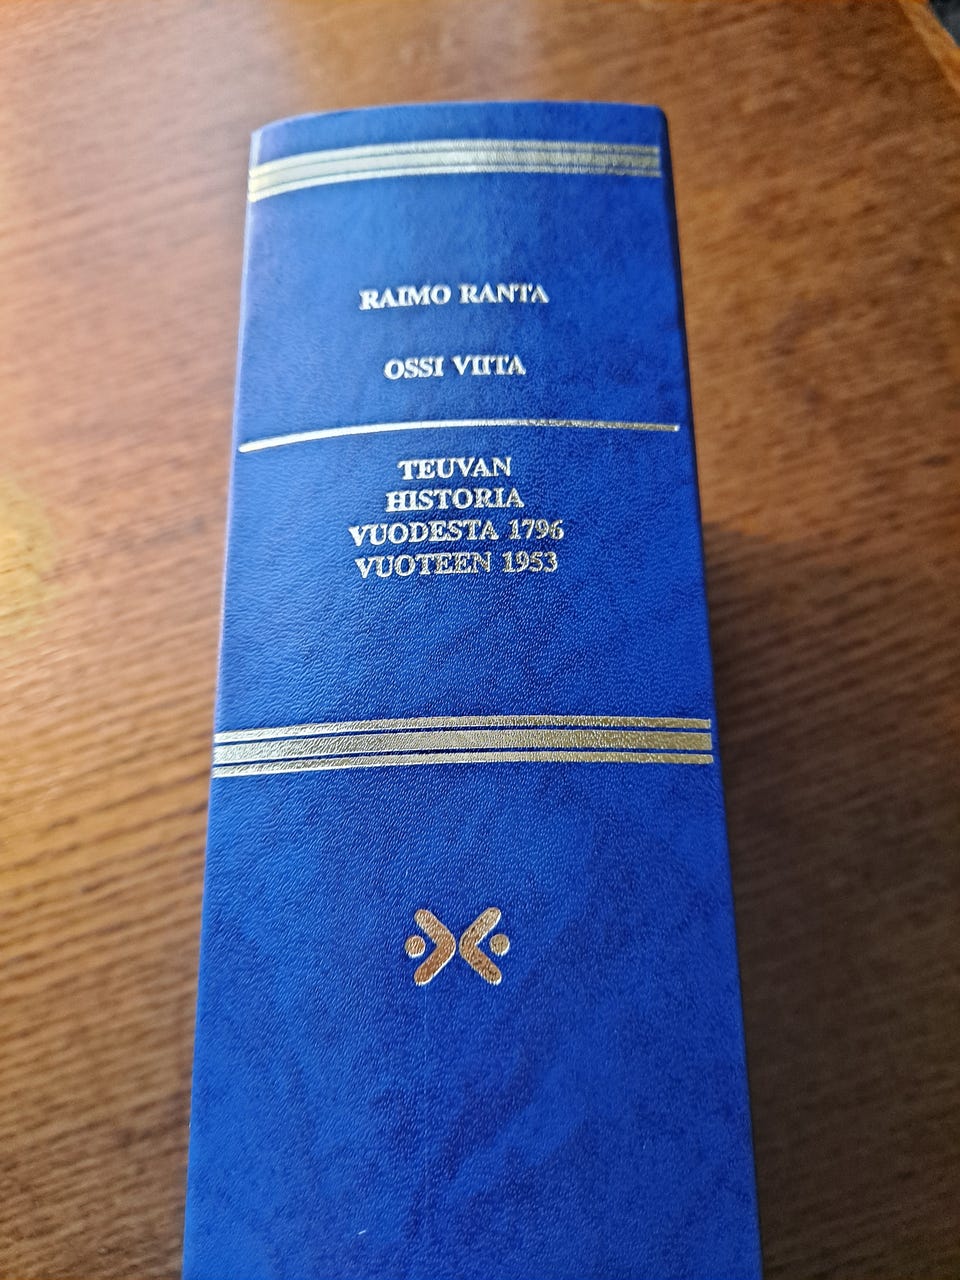 RAIMO RANTA
OSSI VIITA
TEUVAN
HISTORIA
VUODESTA 1796
VUOTEEN 1953